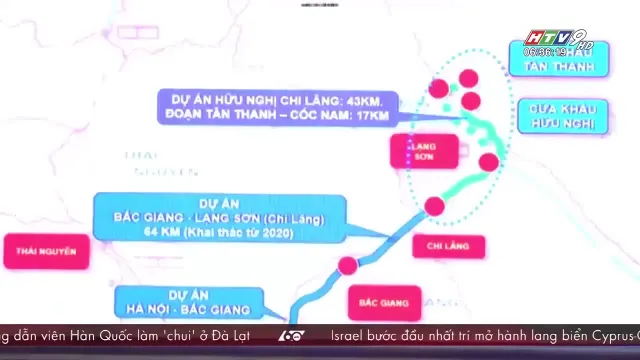 HTV9 HD
06:36:19
KHẨU
TÂN THANH
DỰ ÁN HỮU NGHỊ CHI LĂNG: 43KM.
ĐOẠN TÂN THANH – CỐC NAM: 17KM
CỬA KHẨU
HỮU NGHỊ
LẠNG
SƠN
THÁI
NGUYÊN
DỰ ÁN
BẮC GIANG - LẠNG SƠN (Chi Lăng)
64 KM (Khai thác từ 2020)
THÁI NGUYÊN
CHI LĂNG
DỰ ÁN
HÀ NỘI - BẮC GIANG
BẮC GIANG
GIANG
ng dẫn viên Hàn Quốc làm 'chui' ở Đà Lạt
Israel bước đầu nhất trí mở hành lang biển Cyprus-